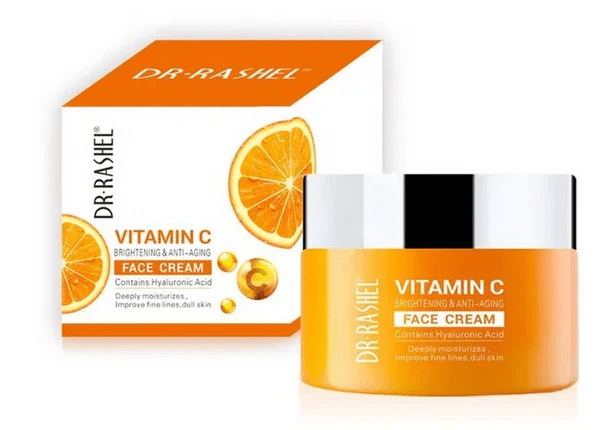 DR·RASHEL®
DR·RASHEL®
VITAMIN C
BRIGHTENING & ANTI-AGING
FACE CREAM
Contains Hyaluronic Acid
Deeply moisturizes ,
Improve fine lines,dull skin
C
DR·RASHEL®
VITAMIN C
BRIGHTENING & ANTI-AGING
FACE CREAM
Contains Hyaluronic Acid
Deeply moisturizes ,
Improve fine lines,dull skin